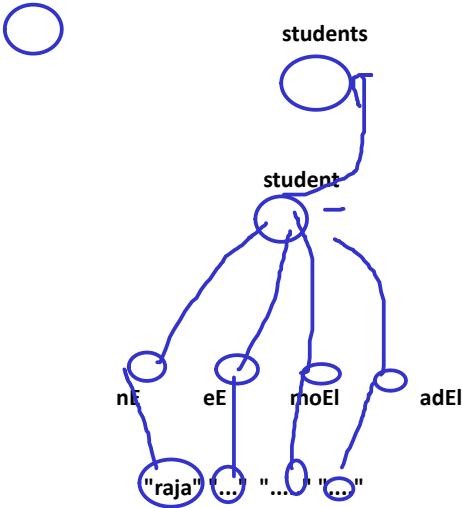 students
student
nE eE moEl adEl
"raja" "..." "...." "...."